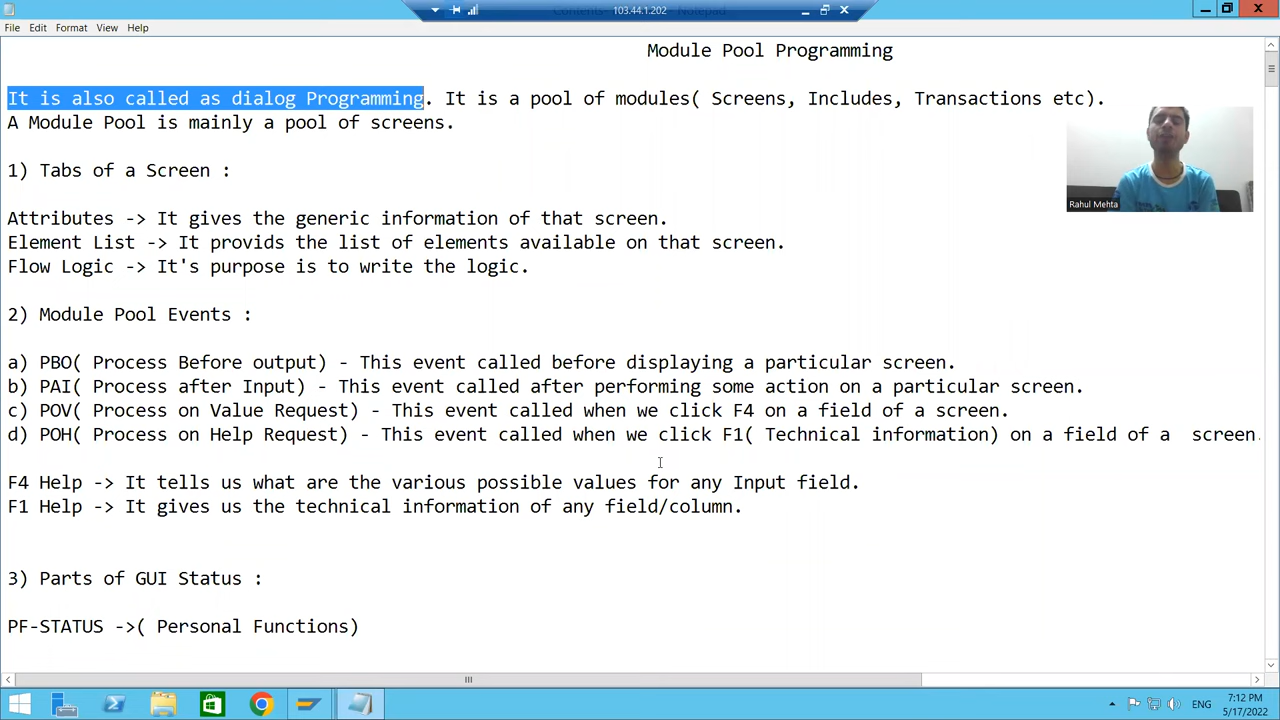 103.44.1.202
File Edit Format View Help
Module Pool Programming
It is also called as dialog Programming. It is a pool of modules( Screens, Includes, Transactions etc).
A Module Pool is mainly a pool of screens.
Rahul Mehta
1) Tabs of a Screen :
Attributes -> It gives the generic information of that screen.
Element List -> It provids the list of elements available on that screen.
Flow Logic -> It's purpose is to write the logic.
2) Module Pool Events :
a) PBO( Process Before output) - This event called before displaying a particular screen.
b) PAI( Process after Input) - This event called after performing some action on a particular screen.
c) POV( Process on Value Request) - This event called when we click F4 on a field of a screen.
d) POH( Process on Help Request) - This event called when we click F1( Technical information) on a field of a  screen.
F4 Help -> It tells us what are the various possible values for any Input field.
F1 Help -> It gives us the technical information of any field/column.
3) Parts of GUI Status :
PF-STATUS ->( Personal Functions)
ENG
7:12 PM
5/17/2022